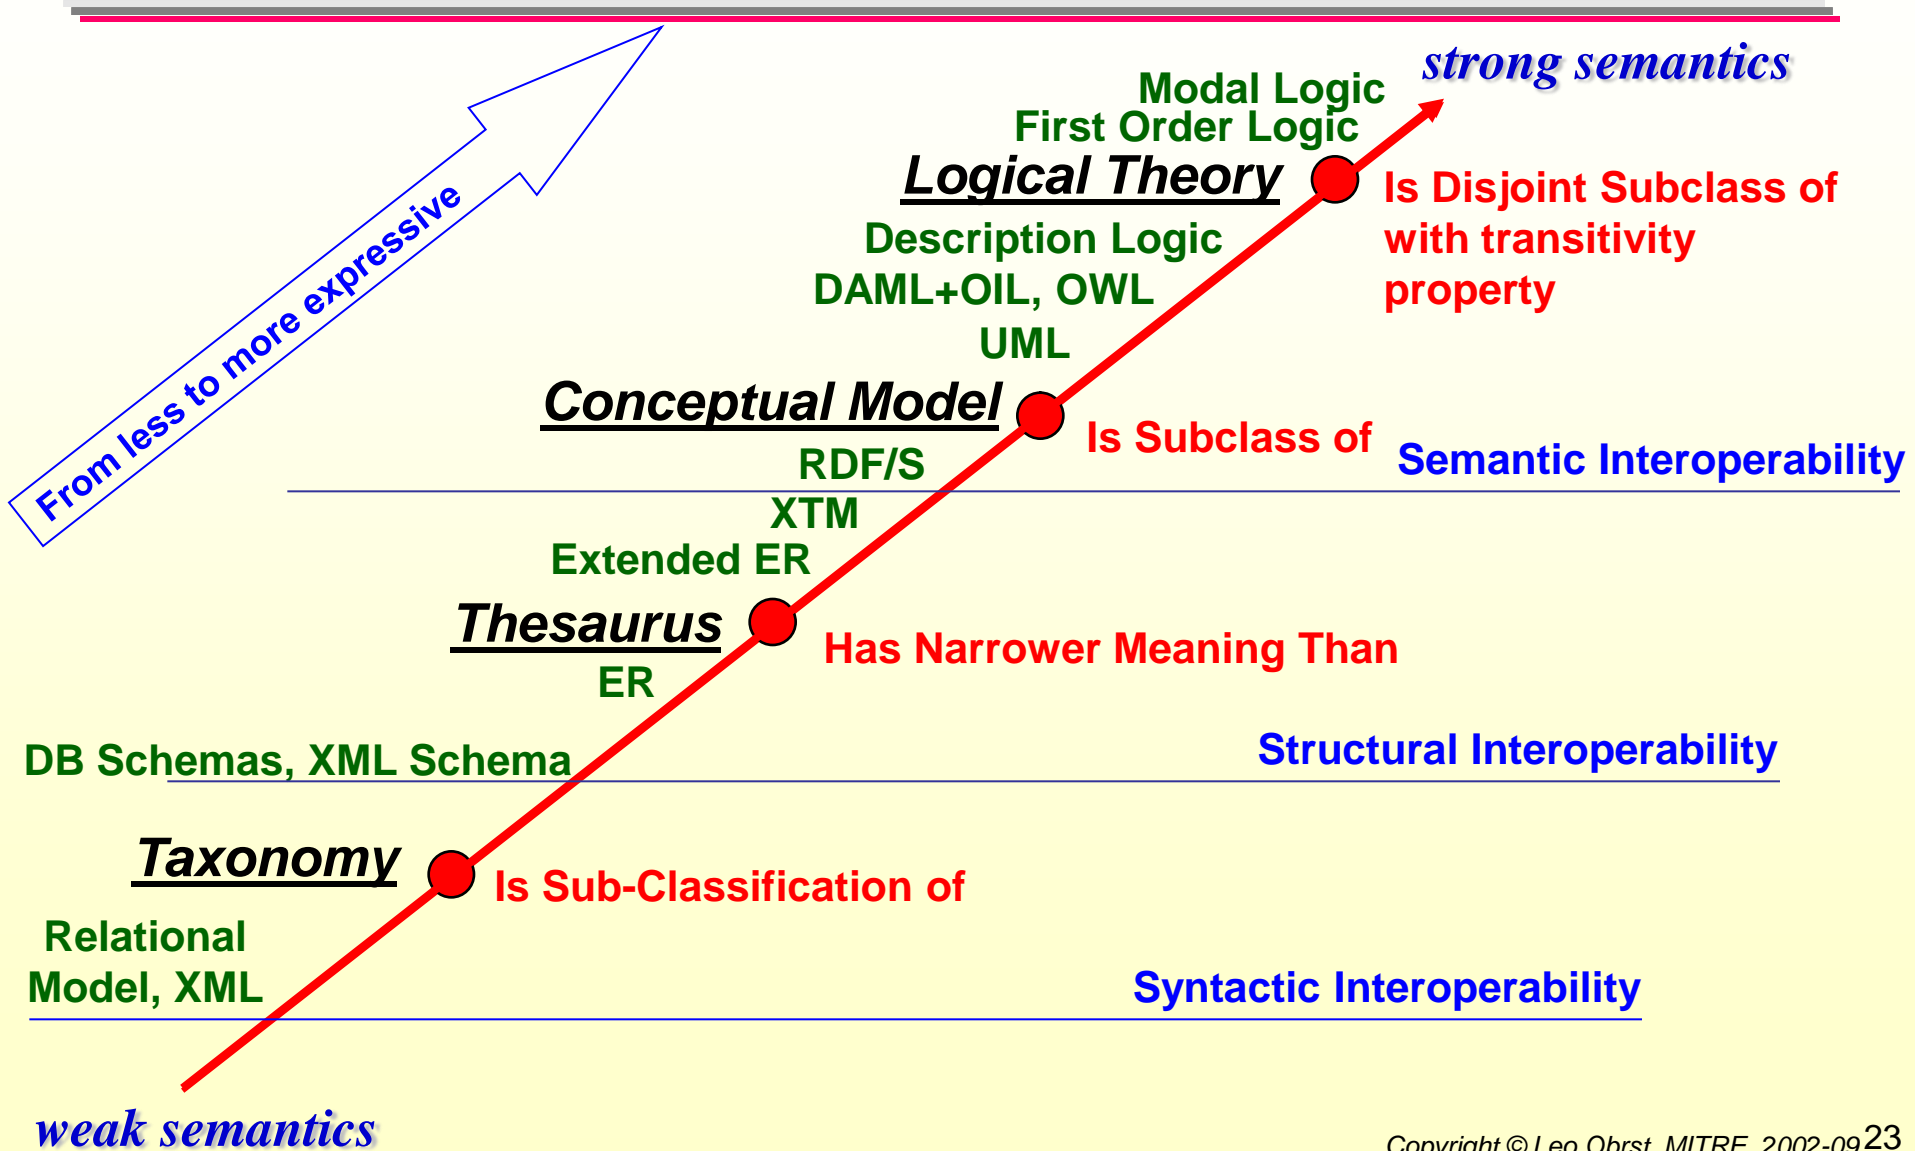 strong semantics
Modal Logic
First Order Logic
Logical Theory
Is Disjoint Subclass of
with transitivity
property
Description Logic
DAML+OIL, OWL
UML
From less to more expressive
Conceptual Model
Is Subclass of
Semantic Interoperability
RDF/S
XTM
Extended ER
Thesaurus
Has Narrower Meaning Than
ER
DB Schemas, XML Schema
Structural Interoperability
Taxonomy
Is Sub-Classification of
Relational
Model, XML
Syntactic Interoperability
weak semantics
Copyright © Leo Obrst, MITRE, 2002-09
23